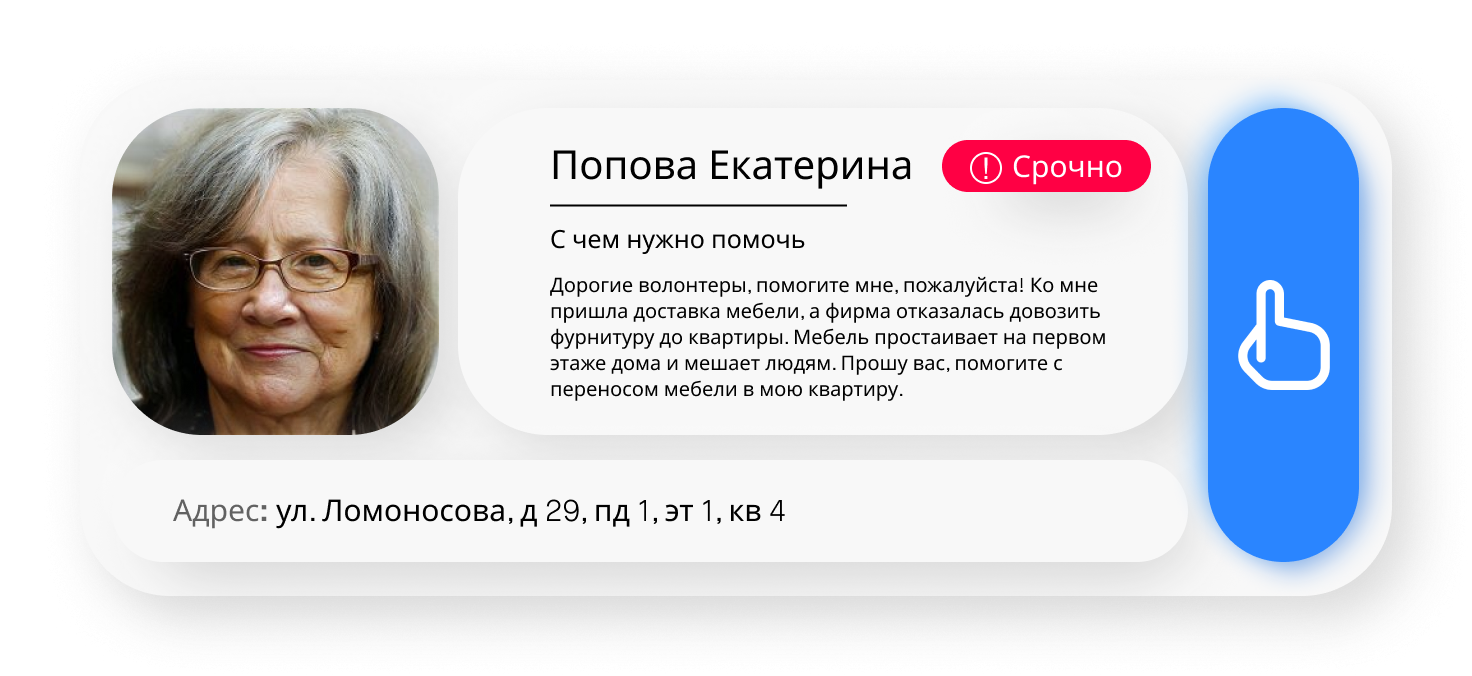 Попова Екатерина
Срочно
С чем нужно помочь
Дорогие волонтеры, помогите мне, пожалуйста! Ко мне
пришла доставка мебели, а фирма отказалась довозить
фурнитуру до квартиры. Мебель простаивает на первом
этаже дома и мешает людям. Прошу вас, помогите с
переносом мебели в мою квартиру.
Адрес: ул. Ломоносова, д 29, пд 1, эт 1, кв 4